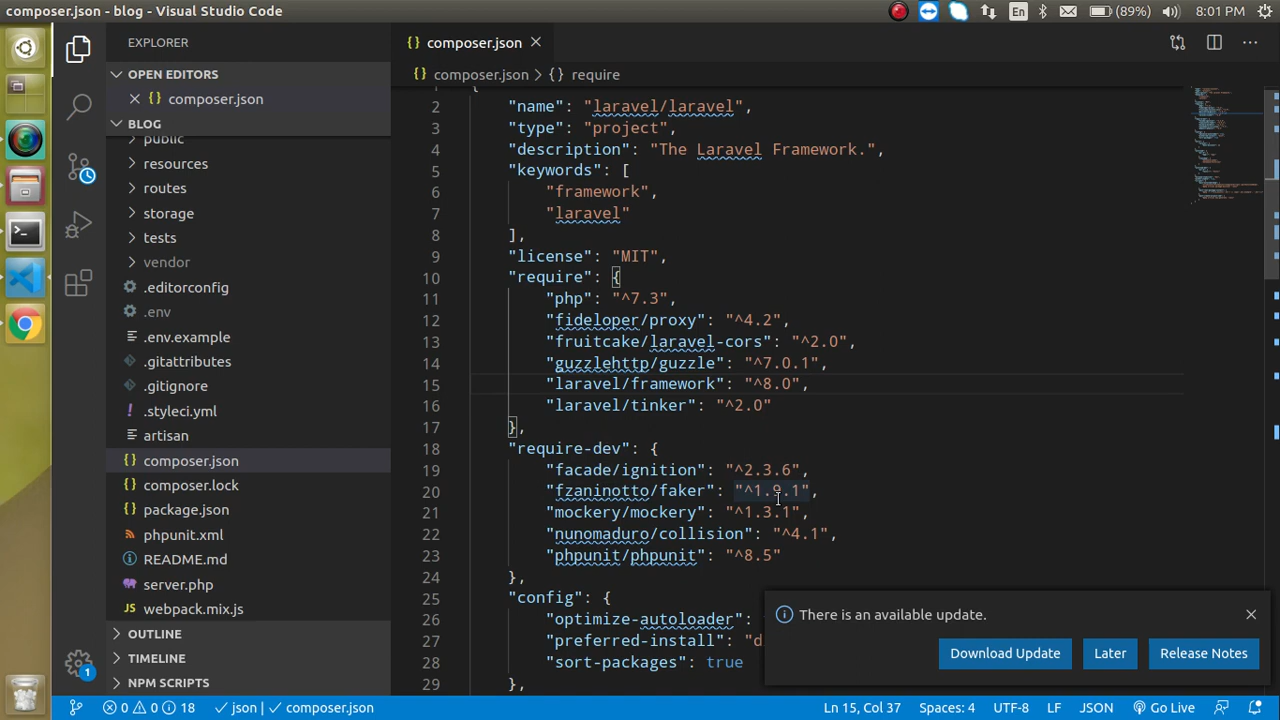 composer.json - blog - Visual Studio Code
En
(89%)
8:01 PM
EXPLORER
OPEN EDITORS
composer.json
BLOG
public
resources
routes
storage
tests
vendor
.editorconfig
.env
.env.example
.gitattributes
.gitignore
.styleci.yml
artisan
composer.json
composer.lock
package.json
phpunit.xml
README.md
server.php
webpack.mix.js
OUTLINE
TIMELINE
NPM SCRIPTS
1
composer.json
composer.json > {} require
1 {
2 "name": "laravel/laravel",
3 "type": "project",
4 "description": "The Laravel Framework.",
5 "keywords": [
6 "framework",
7 "laravel"
8 ],
9 "license": "MIT",
10 "require": {
11 "php": "^7.3",
12 "fideloper/proxy": "^4.2",
13 "fruitcake/laravel-cors": "^2.0",
14 "guzzlehttp/guzzle": "^7.0.1",
15 "laravel/framework": "^8.0",
16 "laravel/tinker": "^2.0"
17 },
18 "require-dev": {
19 "facade/ignition": "^2.3.6",
20 "fzaninotto/faker": "^1.9.1",
21 "mockery/mockery": "^1.3.1",
22 "nunomaduro/collision": "^4.1",
23 "phpunit/phpunit": "^8.5"
24 },
25 "config": {
26 "optimize-autoloader":
27 "preferred-install": "d
28 "sort-packages": true
29 },
There is an available update.
Download Update
Later
Release Notes
0 0 18
json
composer.json
Ln 15, Col 37
Spaces: 4
UTF-8
LF
JSON
Go Live